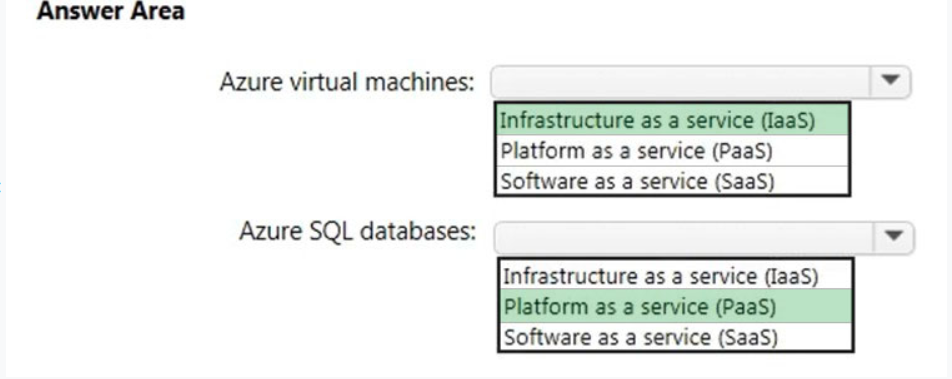 Answer Area
Azure virtual machines:
Infrastructure as a service (IaaS)
Platform as a service (PaaS)
Software as a service (SaaS)
Azure SQL databases:
Infrastructure as a service (IaaS)
Platform as a service (PaaS)
Software as a service (SaaS)